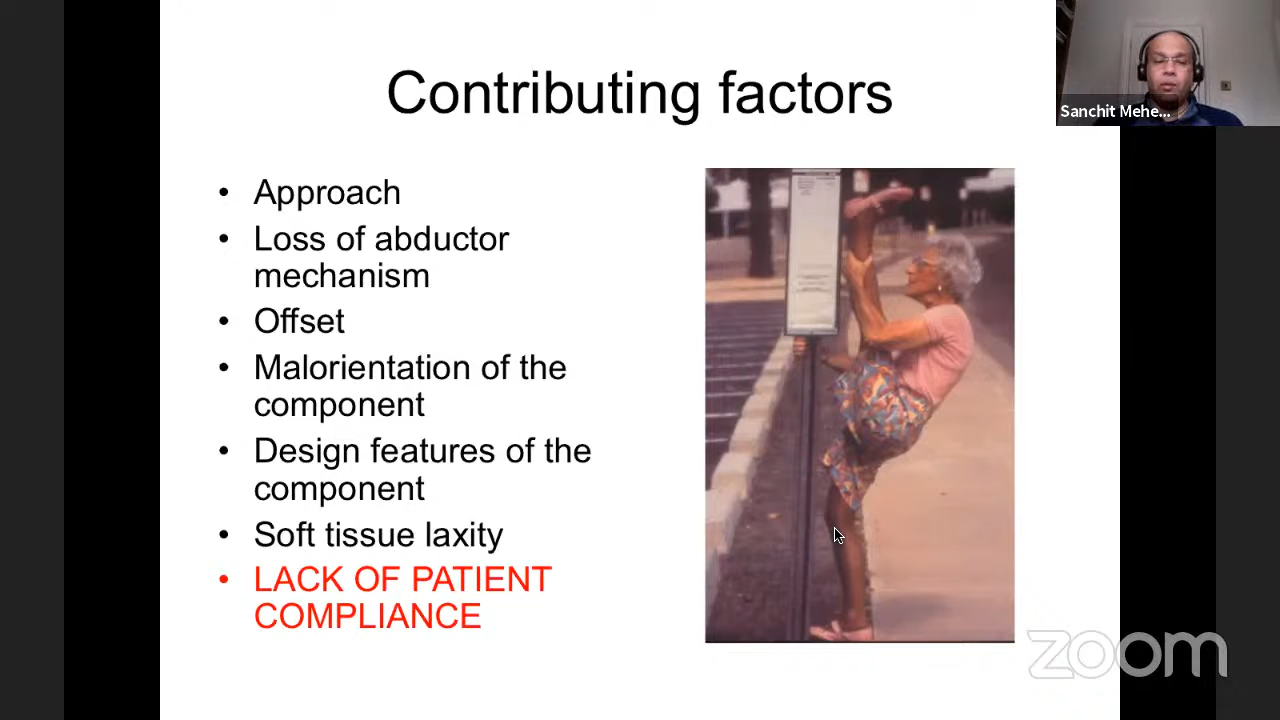 Contributing factors
Sanchit Mehe...
• Approach
• Loss of abductor
mechanism
• Offset
• Malorientation of the
component
• Design features of the
component
• Soft tissue laxity
• LACK OF PATIENT
COMPLIANCE
zoom